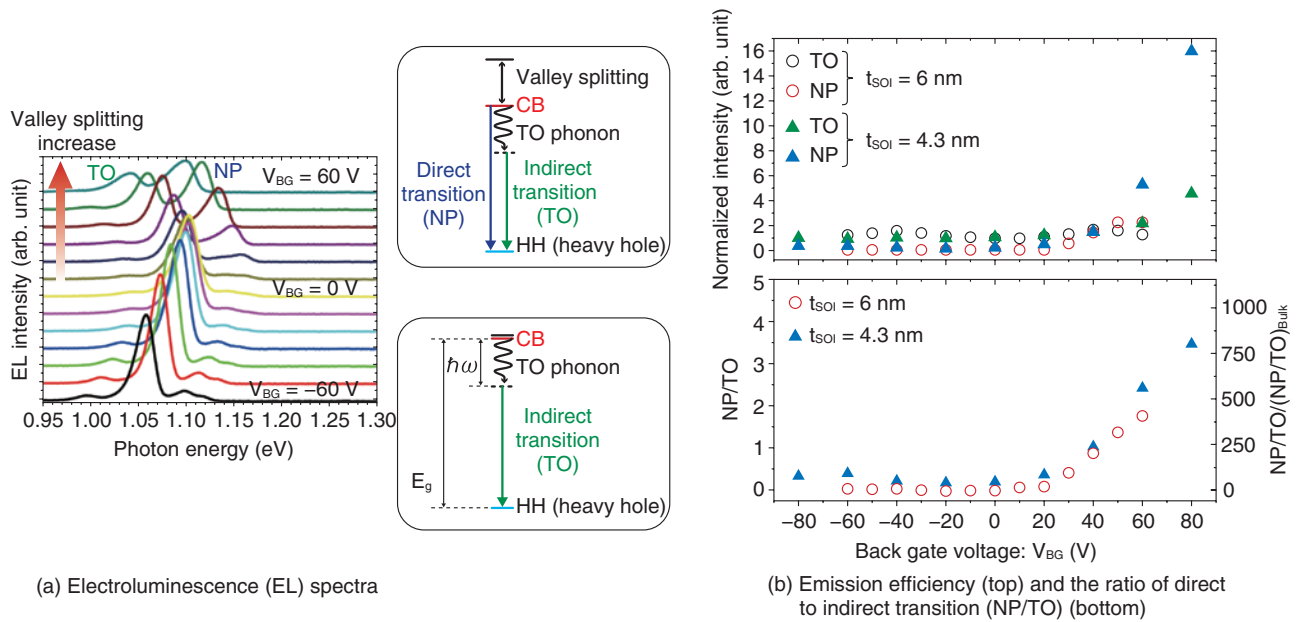 Valley splitting
increase
TO
NP
V_BG = 60 V
V_BG = 0 V
V_BG = −60 V
EL intensity (arb. unit)
0.95 1.00 1.05 1.10 1.15 1.20 1.25 1.30
Photon energy (eV)
Valley splitting
CB
TO phonon
Direct
transition
(NP)
Indirect
transition
(TO)
HH (heavy hole)
CB
ħω
TO phonon
Indirect
transition
(TO)
E_g
HH (heavy hole)
(a) Electroluminescence (EL) spectra
Normalized intensity (arb. unit)
16
14
12
10
8
6
4
2
0
TO
NP
t_SOI = 6 nm
TO
NP
t_SOI = 4.3 nm
NP/TO
5
4
3
2
1
0
t_SOI = 6 nm
t_SOI = 4.3 nm
1000
750
500
250
0
NP/TO/(NP/TO)_Bulk
−80 −60 −40 −20 0 20 40 60 80
Back gate voltage: V_BG (V)
(b) Emission efficiency (top) and the ratio of direct
to indirect transition (NP/TO) (bottom)